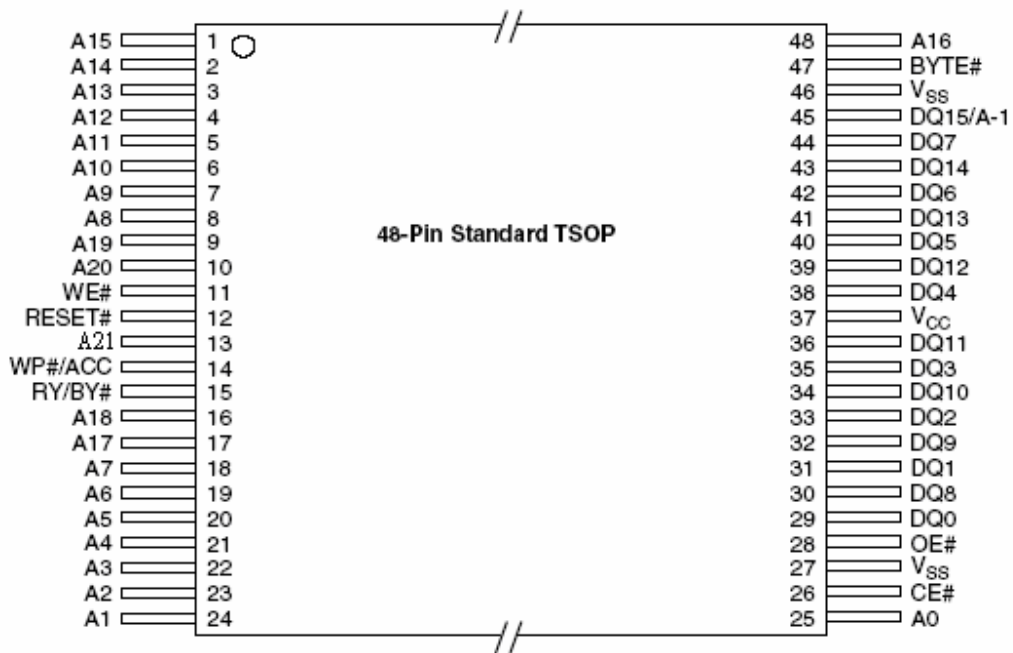 A15 1 48 A16
A14 2 47 BYTE#
A13 3 46 VSS
A12 4 45 DQ15/A-1
A11 5 44 DQ7
A10 6 43 DQ14
A9 7 42 DQ6
A8 8 41 DQ13
48-Pin Standard TSOP
A19 9 40 DQ5
A20 10 39 DQ12
WE# 11 38 DQ4
RESET# 12 37 VCC
A21 13 36 DQ11
WP#/ACC 14 35 DQ3
RY/BY# 15 34 DQ10
A18 16 33 DQ2
A17 17 32 DQ9
A7 18 31 DQ1
A6 19 30 DQ8
A5 20 29 DQ0
A4 21 28 OE#
A3 22 27 VSS
A2 23 26 CE#
A1 24 25 A0